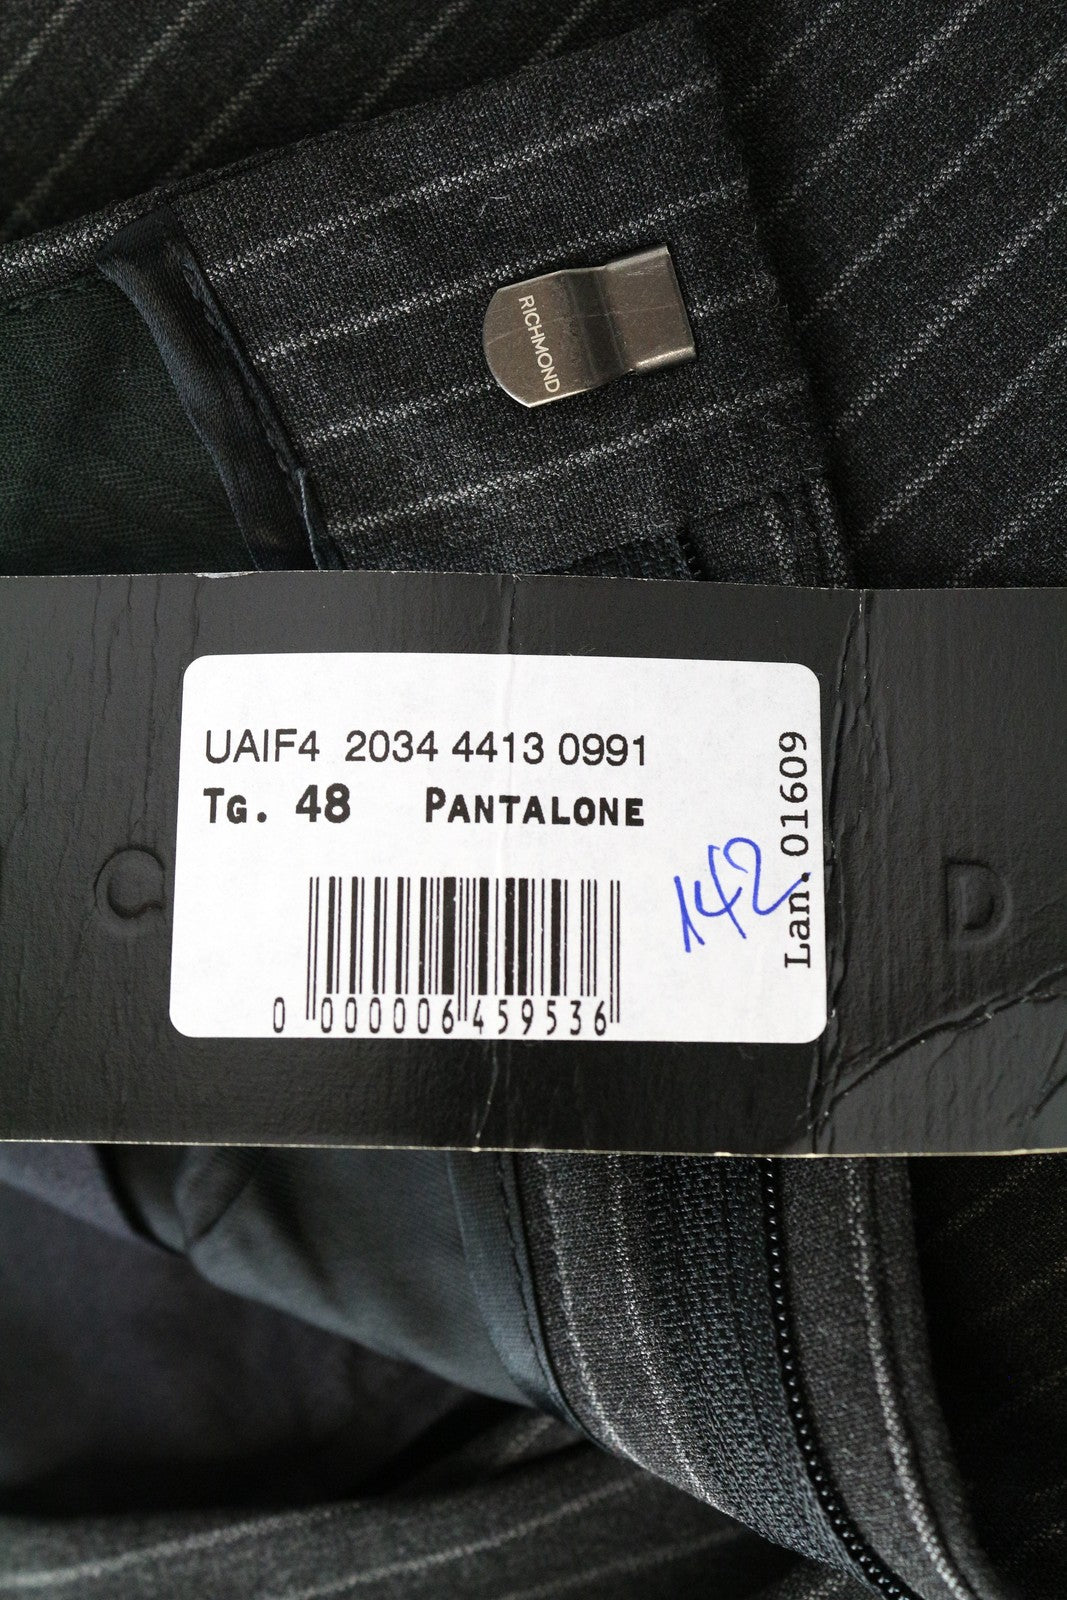 RICHMOND
UAIF4 2034 4413 0991
TG. 48 PANTALONE
Lan. 01609
142
0 000006 459536
D